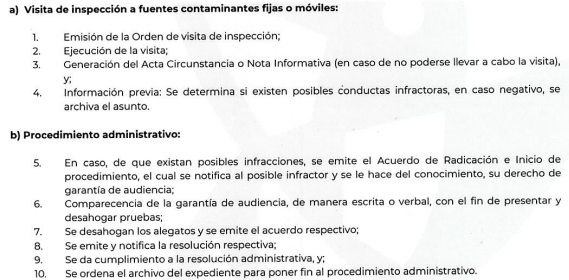 a) Visita de inspección a fuentes contaminantes fijas o móviles:
1. Emisión de la Orden de visita de inspección;
2. Ejecución de la visita;
3. Generación del Acta Circunstancia o Nota Informativa (en caso de no poderse llevar a cabo la visita),
y;
4. Información previa: Se determina si existen posibles conductas infractoras, en caso negativo, se
archiva el asunto.
b) Procedimiento administrativo:
5. En caso, de que existan posibles infracciones, se emite el Acuerdo de Radicación e Inicio de
procedimiento, el cual se notifica al posible infractor y se le hace del conocimiento, su derecho de
garantía de audiencia;
6. Comparecencia de la garantía de audiencia, de manera escrita o verbal, con el fin de presentar y
desahogar pruebas;
7. Se desahogan los alegatos y se emite el acuerdo respectivo;
8. Se emite y notifica la resolución respectiva;
9. Se da cumplimiento a la resolución administrativa, y;
10. Se ordena el archivo del expediente para poner fin al procedimiento administrativo.